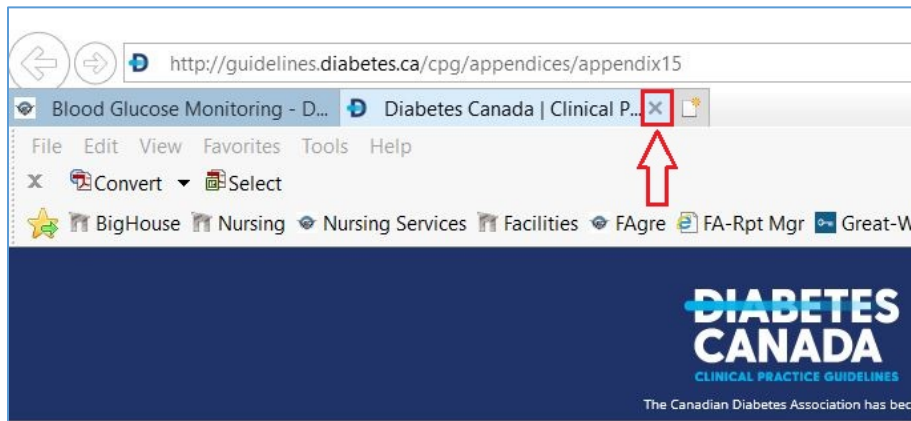 http://guidelines.diabetes.ca/cpg/appendices/appendix15
Blood Glucose Monitoring - D... Diabetes Canada | Clinical P...
File Edit View Favorites Tools Help
x Convert Select
BigHouse Nursing Nursing Services Facilities FAgre FA-Rpt Mgr Great-W
DIABETES
CANADA
CLINICAL PRACTICE GUIDELINES
The Canadian Diabetes Association has bec